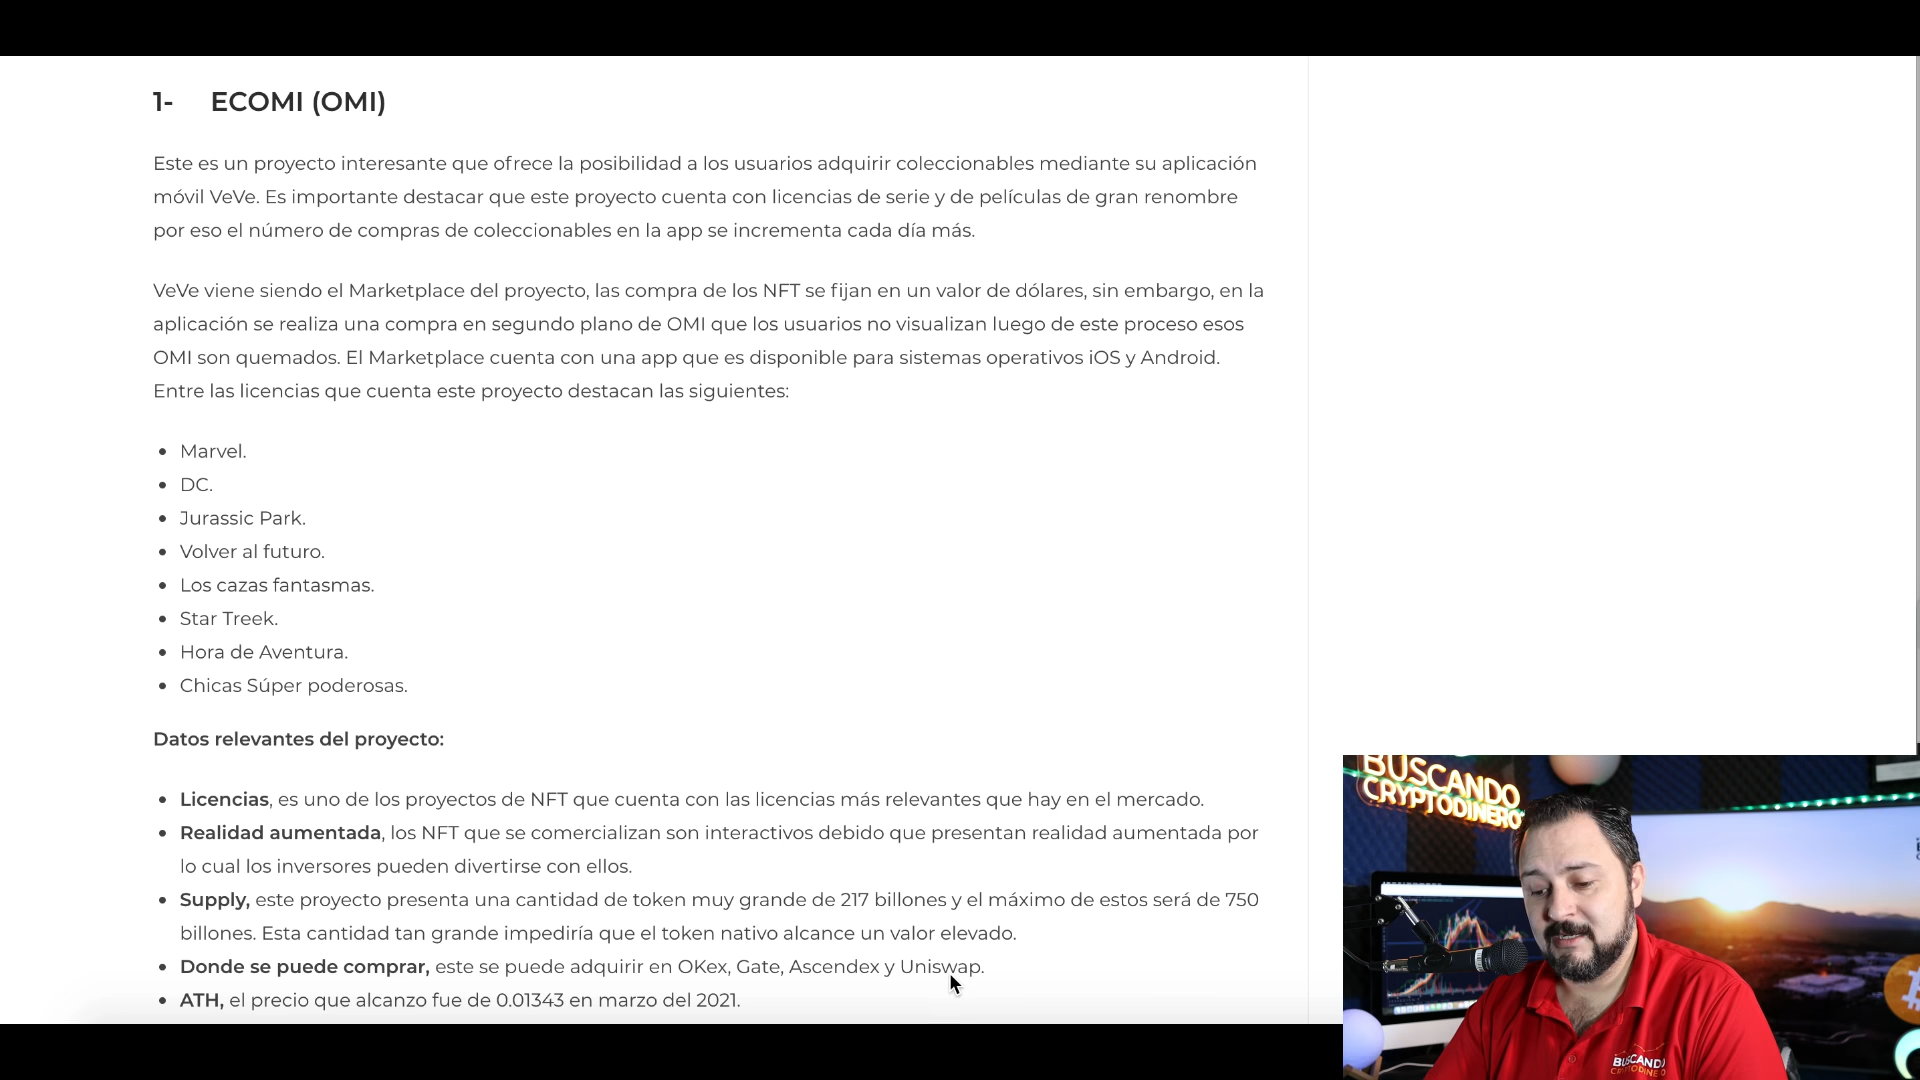 1- ECOMI (OMI)
Este es un proyecto interesante que ofrece la posibilidad a los usuarios adquirir coleccionables mediante su aplicación
móvil VeVe. Es importante destacar que este proyecto cuenta con licencias de serie y de películas de gran renombre
por eso el número de compras de coleccionables en la app se incrementa cada día más.
VeVe viene siendo el Marketplace del proyecto, las compra de los NFT se fijan en un valor de dólares, sin embargo, en la
aplicación se realiza una compra en segundo plano de OMI que los usuarios no visualizan luego de este proceso esos
OMI son quemados. El Marketplace cuenta con una app que es disponible para sistemas operativos iOS y Android.
Entre las licencias que cuenta este proyecto destacan las siguientes:
• Marvel.
• DC.
• Jurassic Park.
• Volver al futuro.
• Los cazas fantasmas.
• Star Treek.
• Hora de Aventura.
• Chicas Súper poderosas.
Datos relevantes del proyecto:
• Licencias, es uno de los proyectos de NFT que cuenta con las licencias más relevantes que hay en el mercado.
• Realidad aumentada, los NFT que se comercializan son interactivos debido que presentan realidad aumentada por
lo cual los inversores pueden divertirse con ellos.
• Supply, este proyecto presenta una cantidad de token muy grande de 217 billones y el máximo de estos será de 750
billones. Esta cantidad tan grande impediría que el token nativo alcance un valor elevado.
• Donde se puede comprar, este se puede adquirir en OKex, Gate, Ascendex y Uniswap.
• ATH, el precio que alcanzo fue de 0.01343 en marzo del 2021.
BUSCANDO
CRYPTODINERO
BUSCANDO
CRYPTODINERO